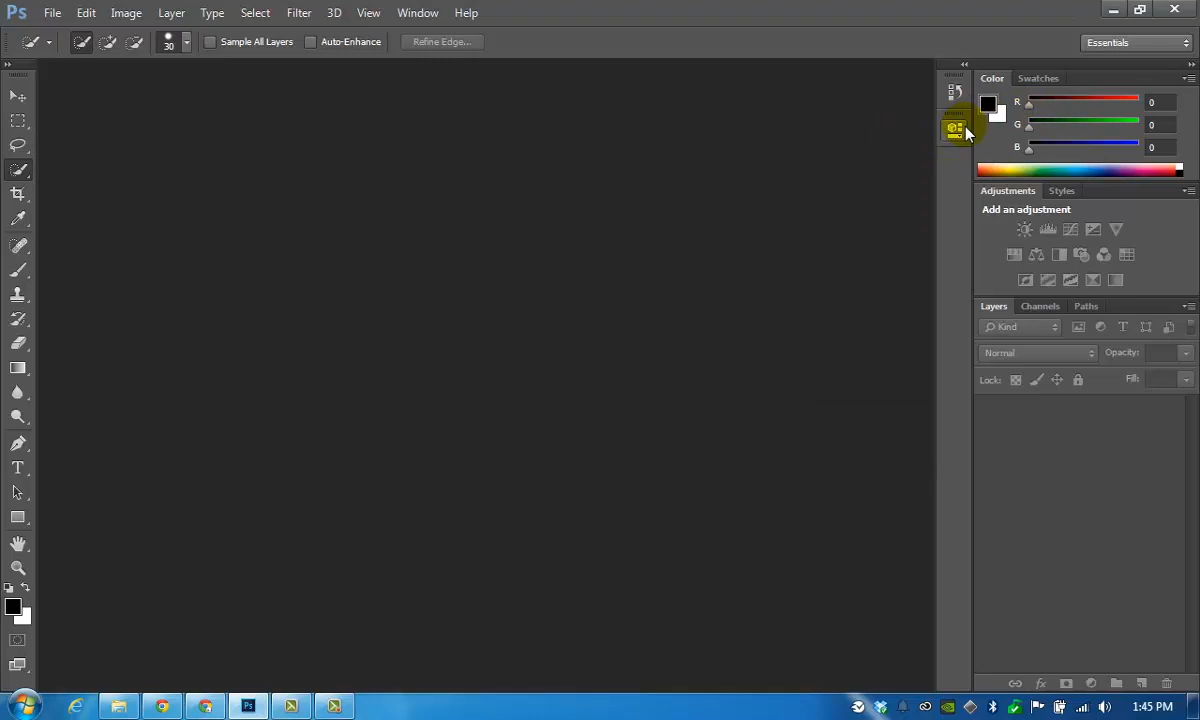 Ps File Edit Image Layer Type Select Filter 3D View Window Help
30 Sample All Layers Auto-Enhance Refine Edge... Essentials
Color Swatches
R 0
G 0
B 0
Adjustments Styles
Add an adjustment
Layers Channels Paths
Kind
Normal Opacity:
Lock: Fill:
T
fx
Ps 1:45 PM